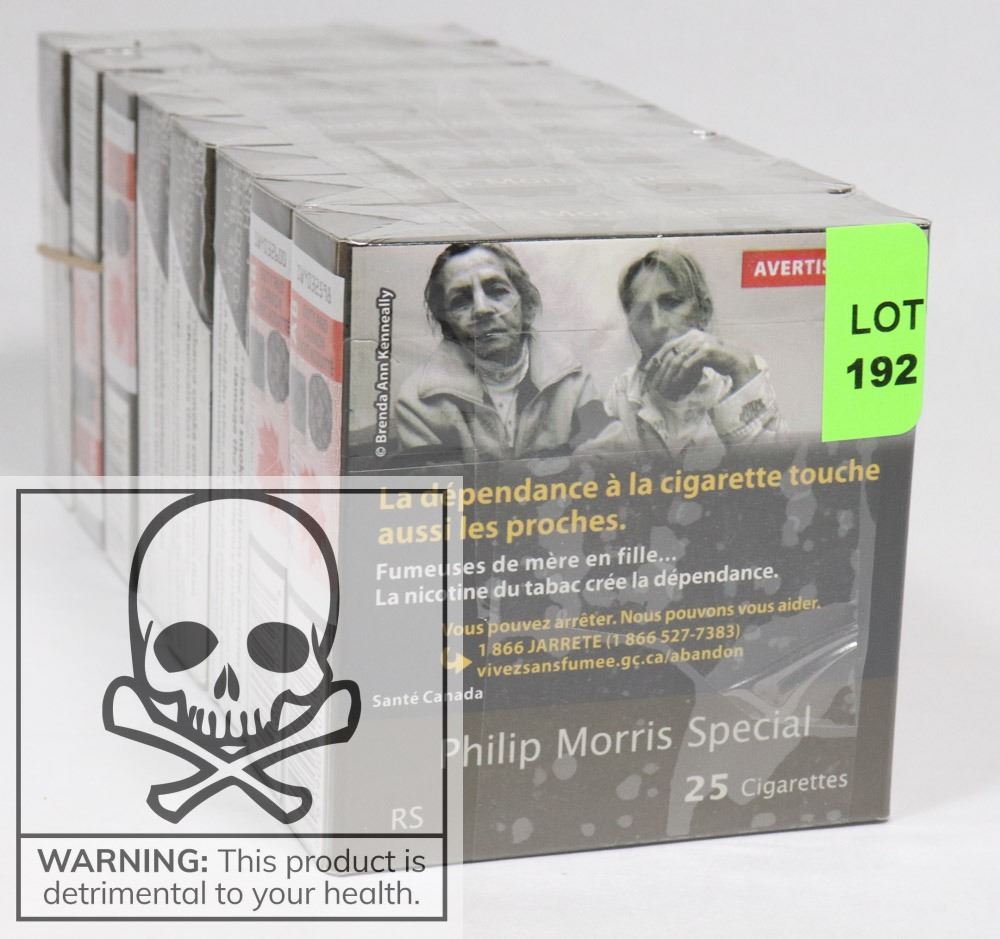 © Brenda Ann Kenneally
AVERTIS
LOT
192
La dépendance à la cigarette touche
aussi les proches.
Fumeuses de mère en fille...
La nicotine du tabac crée la dépendance.
Vous pouvez arrêter. Nous pouvons vous aider.
1 866 JARRETE (1 866 527-7383)
vivezsansfumee.gc.ca/abandon
Santé Canada
Philip Morris Special
25 Cigarettes
RS
WARNING: This product is
detrimental to your health.